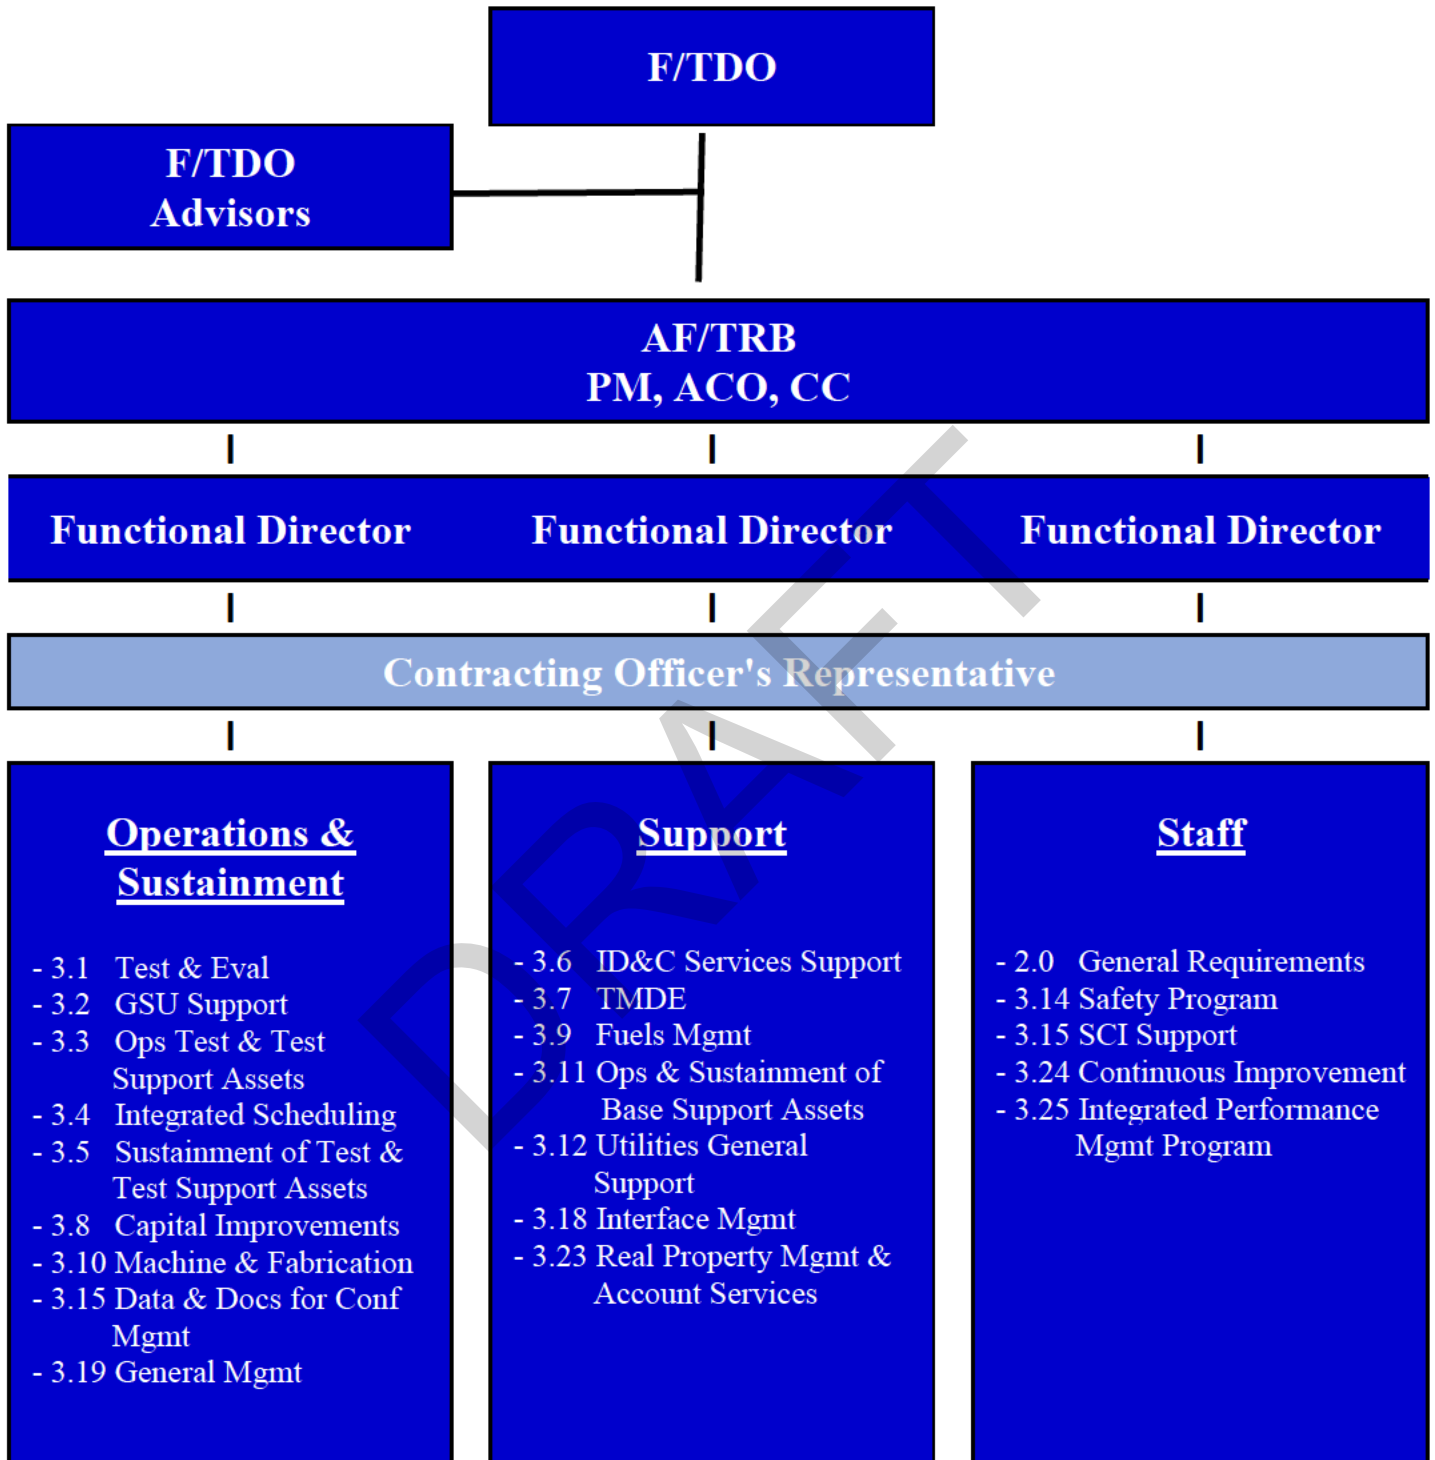 F/TDO
F/TDO
Advisors
AF/TRB
PM, ACO, CC
Functional Director
Functional Director
Functional Director
Contracting Officer's Representative
Operations &
Sustainment
- 3.1 Test & Eval
- 3.2 GSU Support
- 3.3 Ops Test & Test
Support Assets
- 3.4 Integrated Scheduling
- 3.5 Sustainment of Test &
Test Support Assets
- 3.8 Capital Improvements
- 3.10 Machine & Fabrication
- 3.15 Data & Docs for Conf
Mgmt
- 3.19 General Mgmt
Support
- 3.6 ID&C Services Support
- 3.7 TMDE
- 3.9 Fuels Mgmt
- 3.11 Ops & Sustainment of
Base Support Assets
- 3.12 Utilities General
Support
- 3.18 Interface Mgmt
- 3.23 Real Property Mgmt &
Account Services
Staff
- 2.0 General Requirements
- 3.14 Safety Program
- 3.15 SCI Support
- 3.24 Continuous Improvement
- 3.25 Integrated Performance
Mgmt Program
DRAFT